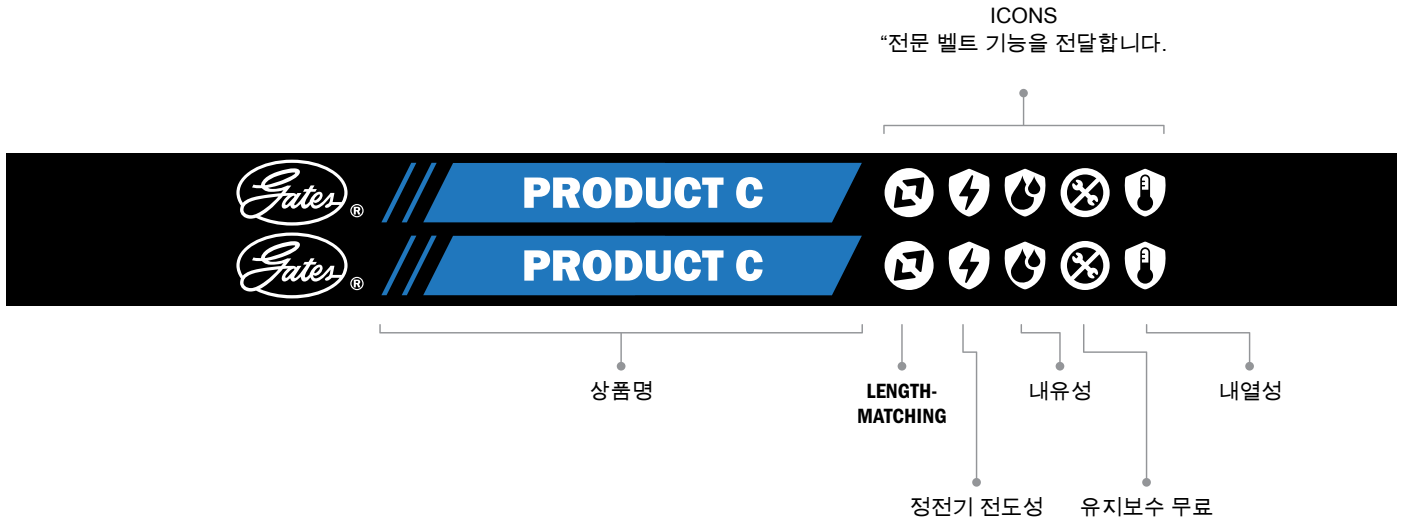 ICONS
“전문 벨트 기능을 전달합니다.
Gates ® PRODUCT C
Gates ® PRODUCT C
상품명
LENGTH-
MATCHING
내유성
내열성
정전기 전도성
유지보수 무료